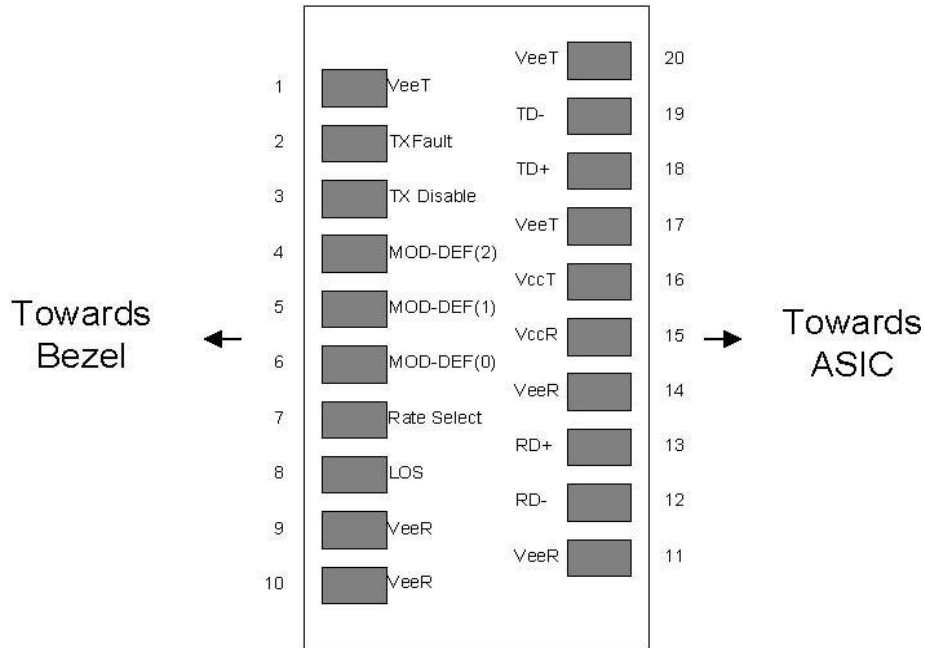 VeeT 20
1 VeeT
TD- 19
2 TXFault
TD+ 18
3 TX Disable
VeeT 17
4 MOD-DEF(2)
VccT 16
5 MOD-DEF(1)
Towards
Bezel
VccR 15
Towards
ASIC
6 MOD-DEF(0)
VeeR 14
7 Rate Select
RD+ 13
8 LOS
RD- 12
9 VeeR
VeeR 11
10 VeeR